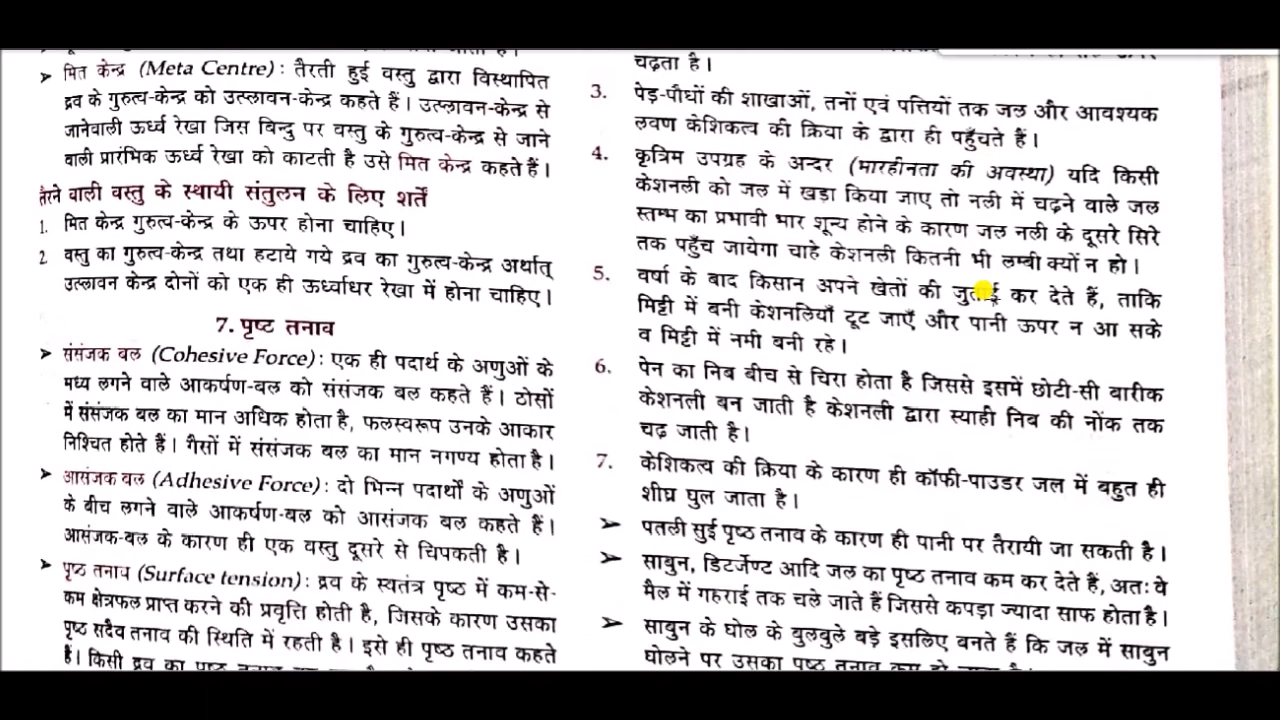 ➤ मित केन्द्र (Meta Centre) : तैरती हुई वस्तु द्वारा विस्थापित
द्रव के गुरुत्व-केन्द्र को उत्प्लावन-केन्द्र कहते हैं। उत्प्लावन-केन्द्र से
जानेवाली ऊर्ध्व रेखा जिस बिन्दु पर वस्तु के गुरुत्व-केन्द्र से जाने
वाली प्रारंभिक ऊर्ध्व रेखा को काटती है उसे मित केन्द्र कहते हैं।
तैरने वाली वस्तु के स्थायी संतुलन के लिए शर्तें
1. मित केन्द्र गुरुत्व-केन्द्र के ऊपर होना चाहिए।
2. वस्तु का गुरुत्व-केन्द्र तथा हटाये गये द्रव का गुरुत्व-केन्द्र अर्थात्
उत्प्लावन केन्द्र दोनों को एक ही ऊर्ध्वाधर रेखा में होना चाहिए।
7. पृष्ठ तनाव
➤ संसंजक बल (Cohesive Force) : एक ही पदार्थ के अणुओं के
मध्य लगने वाले आकर्षण-बल को संसंजक बल कहते हैं। ठोसों
में संसंजक बल का मान अधिक होता है, फलस्वरूप उनके आकार
निश्चित होते हैं। गैसों में संसंजक बल का मान नगण्य होता है।
➤ आसंजक बल (Adhesive Force) : दो भिन्न पदार्थों के अणुओं
के बीच लगने वाले आकर्षण-बल को आसंजक बल कहते हैं।
आसंजक-बल के कारण ही एक वस्तु दूसरे से चिपकती है।
➤ पृष्ठ तनाव (Surface tension) : द्रव के स्वतंत्र पृष्ठ में कम-से-
कम क्षेत्रफल प्राप्त करने की प्रवृत्ति होती है, जिसके कारण उसका
पृष्ठ सदैव तनाव की स्थिति में रहती है। इसे ही पृष्ठ तनाव कहते
हैं। किसी द्रव का पृष्ठ तनाव
चढ़ता है।
3. पेड़-पौधों की शाखाओं, तनों एवं पत्तियों तक जल और आवश्यक
लवण केशिकत्व की क्रिया के द्वारा ही पहुँचते हैं।
4. कृत्रिम उपग्रह के अन्दर (मारहीनता की अवस्था) यदि किसी
केशनली को जल में खड़ा किया जाए तो नली में चढ़ने वाले जल
स्तम्भ का प्रभावी भार शून्य होने के कारण जल नली के दूसरे सिरे
तक पहुँच जायेगा चाहे केशनली कितनी भी लम्बी क्यों न हो।
5. वर्षा के बाद किसान अपने खेतों की जुताई कर देते हैं, ताकि
मिट्टी में बनी केशनलियाँ टूट जाएँ और पानी ऊपर न आ सके
व मिट्टी में नमी बनी रहे।
6. पेन का निब बीच से चिरा होता है जिससे इसमें छोटी-सी बारीक
केशनली बन जाती है केशनली द्वारा स्याही निब की नोंक तक
चढ़ जाती है।
7. केशिकत्व की क्रिया के कारण ही कॉफी-पाउडर जल में बहुत ही
शीघ्र घुल जाता है।
➤ पतली सुई पृष्ठ तनाव के कारण ही पानी पर तैरायी जा सकती है।
➤ साबुन, डिटर्जेण्ट आदि जल का पृष्ठ तनाव कम कर देते हैं, अतः वे
मैल में गहराई तक चले जाते हैं जिससे कपड़ा ज्यादा साफ होता है।
➤ साबुन के घोल के बुलबुले बड़े इसलिए बनते हैं कि जल में साबुन
घोलने पर उसका पृष्ठ तनाव कम हो